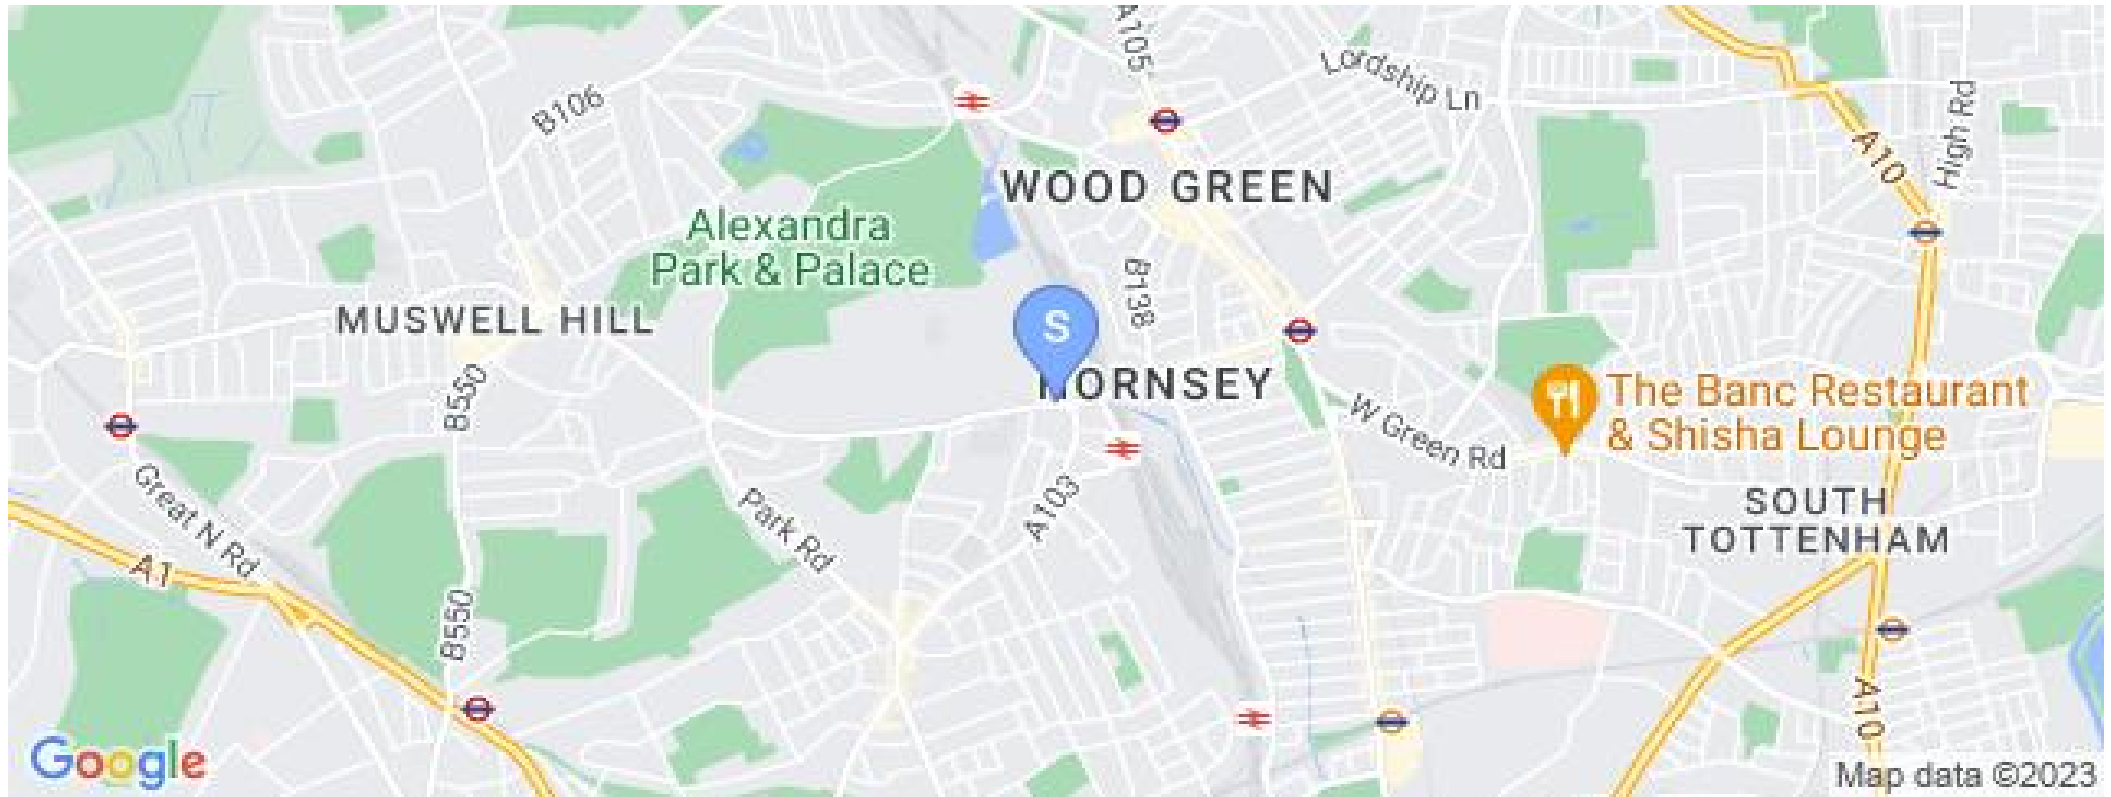 A105
Lordship Ln
B106
High Rd
A10
WOOD GREEN
Alexandra
Park & Palace
B138
MUSWELL HILL
S
HORNSEY
B550
The Banc Restaurant
& Shisha Lounge
W Green Rd
Great N Rd
Park Rd
A103
SOUTH
TOTTENHAM
A1
B550
A10
Google
Map data ©2023